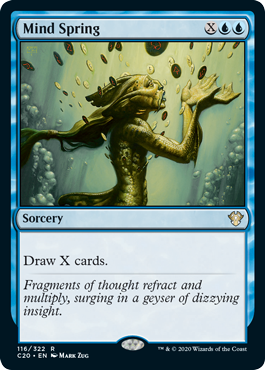 Mind Spring X
Sorcery
Draw X cards.
Fragments of thought refract and
multiply, surging in a geyser of dizzying
insight.
116/322 R
C20 • EN Mark Zug
™ & © 2020 Wizards of the Coast